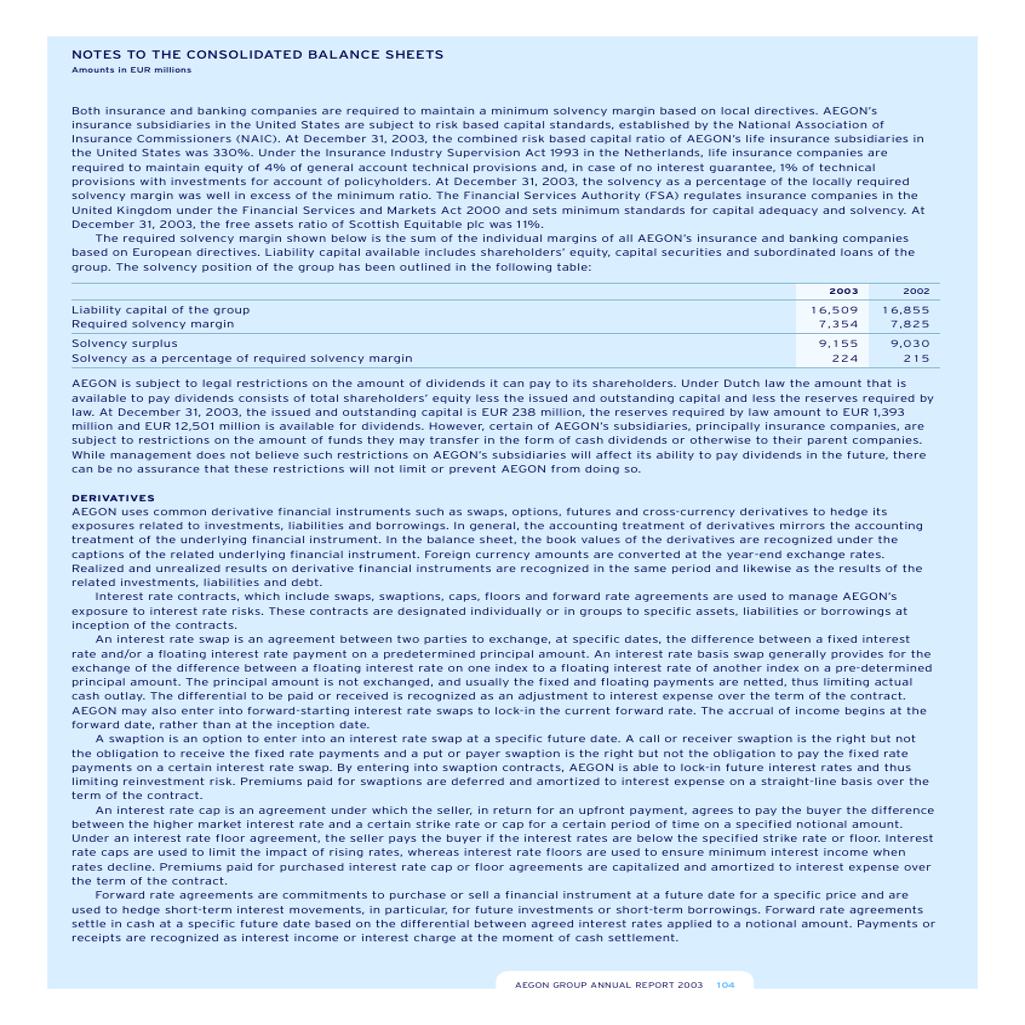 NOTES TO THE CONSOLIDATED BALANCE SHEETS
Amounts in EUR millions
Both insurance and banking companies are required to maintain a minimum solvency margin based on local directives. AEGON's
insurance subsidiaries in the United States are subject to risk based capital standards, established by the National Association of
Insurance Commissioners (NAIC). At December 31, 2003, the combined risk based capital ratio of AEGON's life insurance subsidiaries in
the United States was 330%. Under the Insurance Industry Supervision Act 1993 in the Netherlands, life insurance companies are
required to maintain equity of 4% of general account technical provisions and, in case of no interest guarantee, 1% of technical
provisions with investments for account of policyholders. At December 31, 2003, the solvency as a percentage of the locally required
solvency margin was well in excess of the minimum ratio. The Financial Services Authority (FSA) regulates insurance companies in the
United Kingdom under the Financial Services and Markets Act 2000 and sets minimum standards for capital adequacy and solvency. At
December 31, 2003, the free assets ratio of Scottish Equitable plc was 11%.
The required solvency margin shown below is the sum of the individual margins of all AEGON's insurance and banking companies
based on European directives. Liability capital available includes shareholders' equity, capital securities and subordinated loans of the
group. The solvency position of the group has been outlined in the following table:
2003 2002
Liability capital of the group 16,509 16,855
Required solvency margin 7,354 7,825
Solvency surplus 9,155 9,030
Solvency as a percentage of required solvency margin 224 215
AEGON is subject to legal restrictions on the amount of dividends it can pay to its shareholders. Under Dutch law the amount that is
available to pay dividends consists of total shareholders' equity less the issued and outstanding capital and less the reserves required by
law. At December 31, 2003, the issued and outstanding capital is EUR 238 million, the reserves required by law amount to EUR 1,393
million and EUR 12,501 million is available for dividends. However, certain of AEGON's subsidiaries, principally insurance companies, are
subject to restrictions on the amount of funds they may transfer in the form of cash dividends or otherwise to their parent companies.
While management does not believe such restrictions on AEGON's subsidiaries will affect its ability to pay dividends in the future, there
can be no assurance that these restrictions will not limit or prevent AEGON from doing so.
DERIVATIVES
AEGON uses common derivative financial instruments such as swaps, options, futures and cross-currency derivatives to hedge its
exposures related to investments, liabilities and borrowings. In general, the accounting treatment of derivatives mirrors the accounting
treatment of the underlying financial instrument. In the balance sheet, the book values of the derivatives are recognized under the
captions of the related underlying financial instrument. Foreign currency amounts are converted at the year-end exchange rates.
Realized and unrealized results on derivative financial instruments are recognized in the same period and likewise as the results of the
related investments, liabilities and debt.
Interest rate contracts, which include swaps, swaptions, caps, floors and forward rate agreements are used to manage AEGON's
exposure to interest rate risks. These contracts are designated individually or in groups to specific assets, liabilities or borrowings at
inception of the contracts.
An interest rate swap is an agreement between two parties to exchange, at specific dates, the difference between a fixed interest
rate and/or a floating interest rate payment on a predetermined principal amount. An interest rate basis swap generally provides for the
exchange of the difference between a floating interest rate on one index to a floating interest rate of another index on a pre-determined
principal amount. The principal amount is not exchanged, and usually the fixed and floating payments are netted, thus limiting actual
cash outlay. The differential to be paid or received is recognized as an adjustment to interest expense over the term of the contract.
AEGON may also enter into forward-starting interest rate swaps to lock-in the current forward rate. The accrual of income begins at the
forward date, rather than at the inception date.
A swaption is an option to enter into an interest rate swap at a specific future date. A call or receiver swaption is the right but not
the obligation to receive the fixed rate payments and a put or payer swaption is the right but not the obligation to pay the fixed rate
payments on a certain interest rate swap. By entering into swaption contracts, AEGON is able to lock-in future interest rates and thus
limiting reinvestment risk. Premiums paid for swaptions are deferred and amortized to interest expense on a straight-line basis over the
term of the contract.
An interest rate cap is an agreement under which the seller, in return for an upfront payment, agrees to pay the buyer the difference
between the higher market interest rate and a certain strike rate or cap for a certain period of time on a specified notional amount.
Under an interest rate floor agreement, the seller pays the buyer if the interest rates are below the specified strike rate or floor. Interest
rate caps are used to limit the impact of rising rates, whereas interest rate floors are used to ensure minimum interest income when
rates decline. Premiums paid for purchased interest rate cap or floor agreements are capitalized and amortized to interest expense over
the term of the contract.
Forward rate agreements are commitments to purchase or sell a financial instrument at a future date for a specific price and are
used to hedge short-term interest movements, in particular, for future investments or short-term borrowings. Forward rate agreements
settle in cash at a specific future date based on the differential between agreed interest rates applied to a notional amount. Payments or
receipts are recognized as interest income or interest charge at the moment of cash settlement.
AEGON GROUP ANNUAL REPORT 2003 104